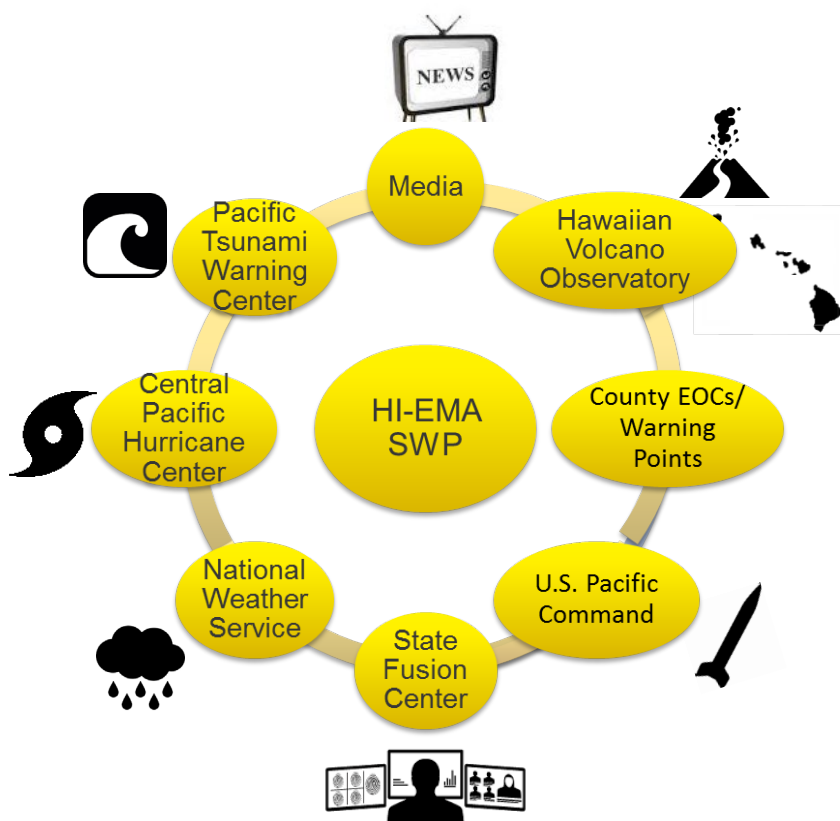 NEWS
Media
Hawaiian
Volcano
Observatory
County EOCs/
Warning
Points
U.S. Pacific
Command
State
Fusion
Center
National
Weather
Service
Central
Pacific
Hurricane
Center
Pacific
Tsunami
Warning
Center
HI-EMA
SWP